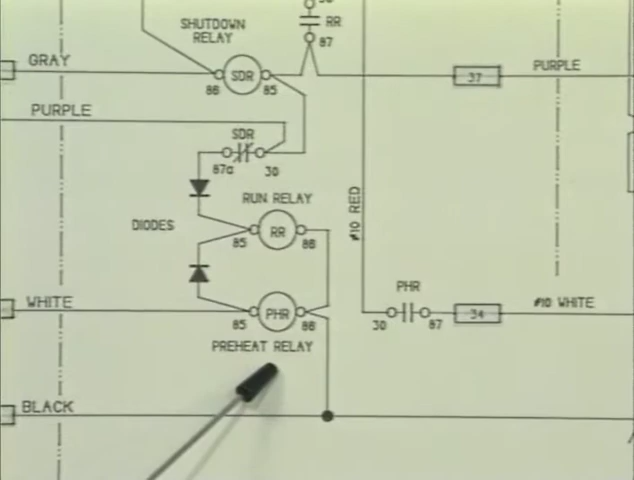 SHUTDOWN
RELAY
RR
87
GRAY
SDR
86
85
37
PURPLE
PURPLE
SDR
87a
30
RUN RELAY
#10 RED
DIODES
RR
85
86
PHR
WHITE
PHR
30
87
34
#10 WHITE
85
86
PREHEAT RELAY
BLACK